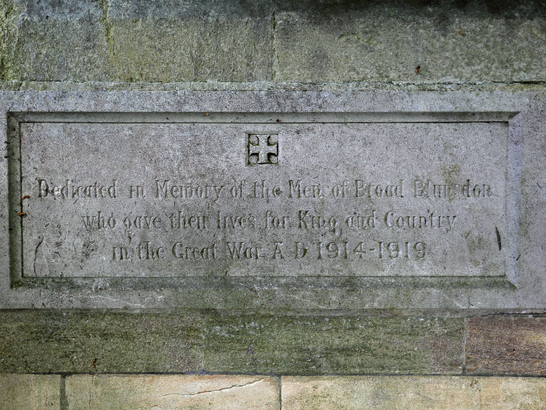 Dedicated in Memory of the Men of Broad Blunsdon
who gave their lives for King and Country
in the Great War A.D. 1914-1919